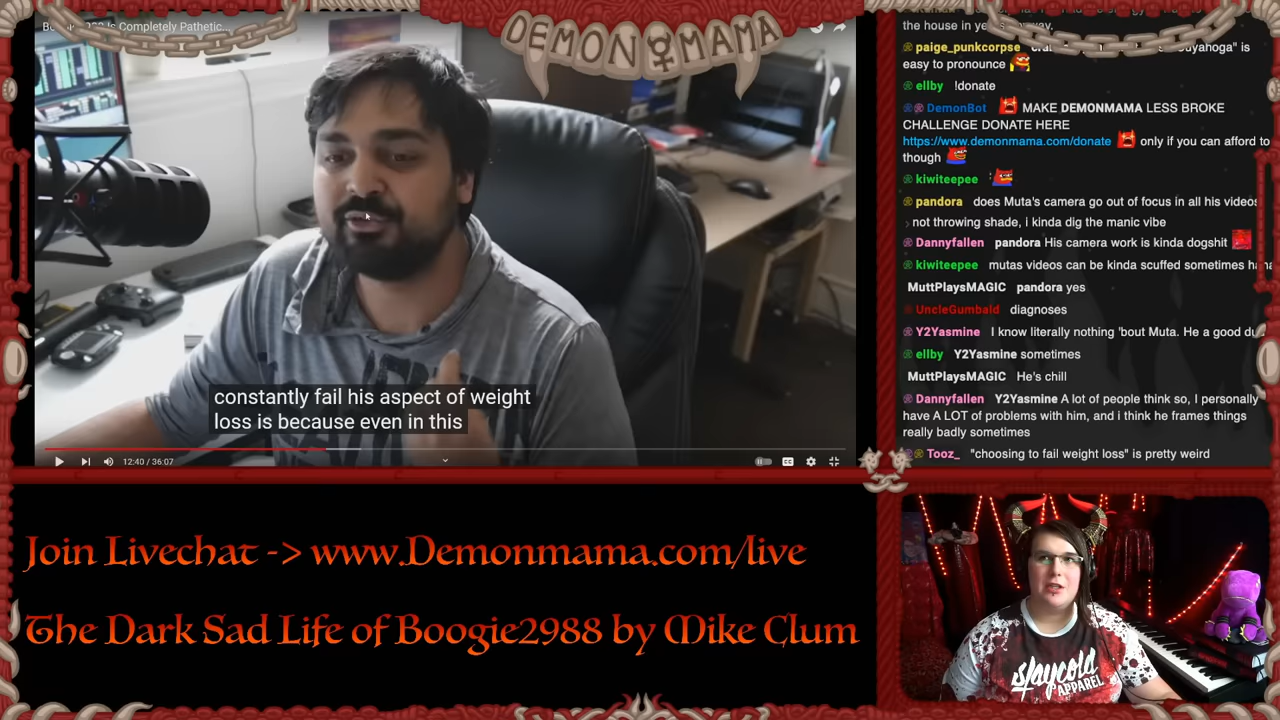 DEMON MAMA
constantly fail his aspect of weight
loss is because even in this
12:40 / 36:07
the house in
paige_punkcorpse is
easy to pronounce
ellby !donate
DemonBot MAKE DEMONMAMA LESS BROKE
CHALLENGE DONATE HERE
https://www.demonmama.com/donate only if you can afford to
though
kiwiteepee :
pandora does Muta's camera go out of focus in all his videos
not throwing shade, i kinda dig the manic vibe
Dannyfallen pandora His camera work is kinda dogshit
kiwiteepee mutas videos can be kinda scuffed sometimes
MuttPlaysMAGIC pandora yes
UncleGumbald diagnoses
Y2Yasmine I know literally nothing 'bout Muta. He a good
ellby Y2Yasmine sometimes
MuttPlaysMAGIC He's chill
Dannyfallen Y2Yasmine A lot of people think so, I personally
have A LOT of problems with him, and i think he frames things
really badly sometimes
Tooz_ "choosing to fail weight loss" is pretty weird
Join Livechat -> www.Demonmama.com/live
The Dark Sad Life of Boogie2988 by Mike Clum
staycold
APPAREL